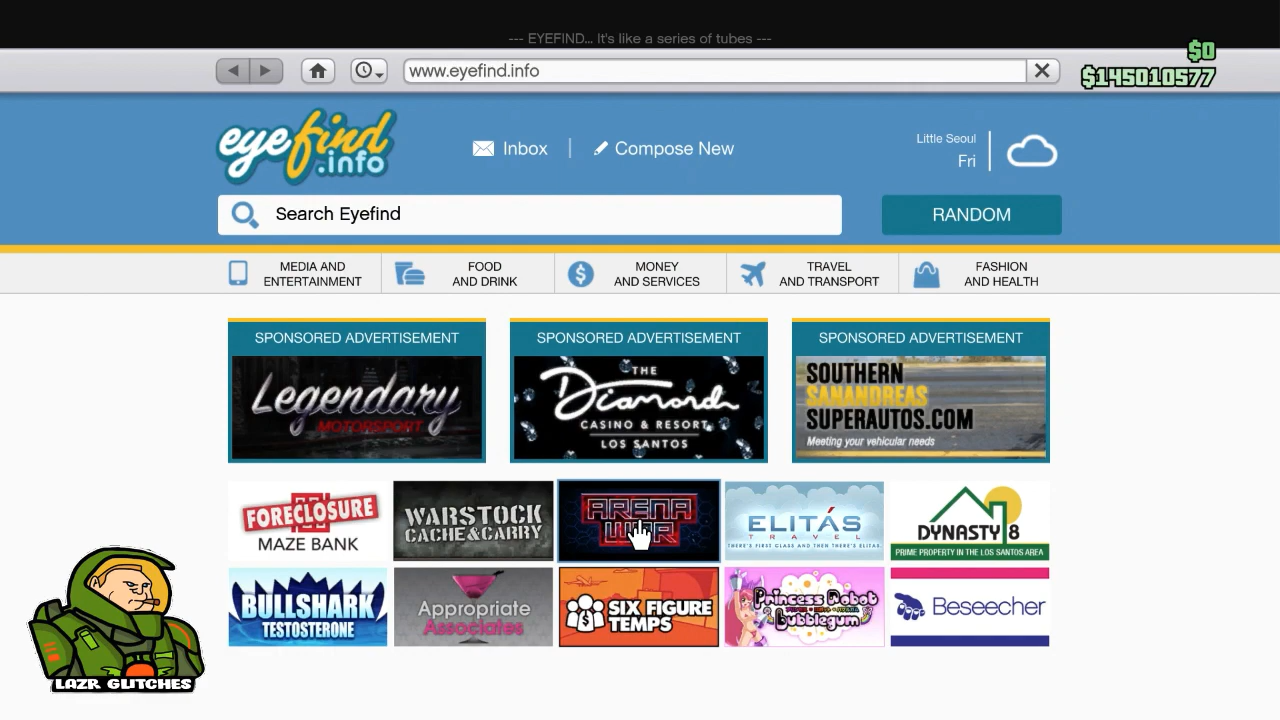 --- EYEFIND... It's like a series of tubes ---
$0
www.eyefind.info
$145010577
eyefind
.info
Inbox
Compose New
Little Seoul
Fri
Search Eyefind
RANDOM
MEDIA AND
ENTERTAINMENT
FOOD
AND DRINK
MONEY
AND SERVICES
TRAVEL
AND TRANSPORT
FASHION
AND HEALTH
SPONSORED ADVERTISEMENT
Legendary
MOTORSPORT
SPONSORED ADVERTISEMENT
THE
Diamond
CASINO & RESORT
LOS SANTOS
SPONSORED ADVERTISEMENT
SOUTHERN
SANANDREAS
SUPERAUTOS.COM
Meeting your vehicular needs
FORECLOSURE
MAZE BANK
WARSTOCK
CACHE&CARRY
ARENA
WAR
ELITÁS
TRAVEL
THERE'S FIRST CLASS AND THEN THERE'S ELITAS.
DYNASTY 8
PRIME PROPERTY IN THE LOS SANTOS AREA
BULLSHARK
TESTOSTERONE
Appropriate
Associates
SIX FIGURE
TEMPS
Princess Robot
Bubblegum
Beseecher
LAZR GLITCHES